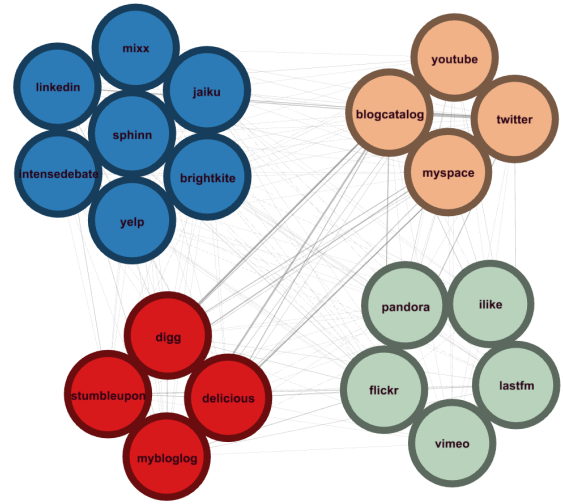 mixx
linkedin
jaiku
sphinn
intensedebate
brightkite
yelp
youtube
blogcatalog
twitter
myspace
digg
stumbleupon
delicious
mybloglog
pandora
ilike
flickr
lastfm
vimeo